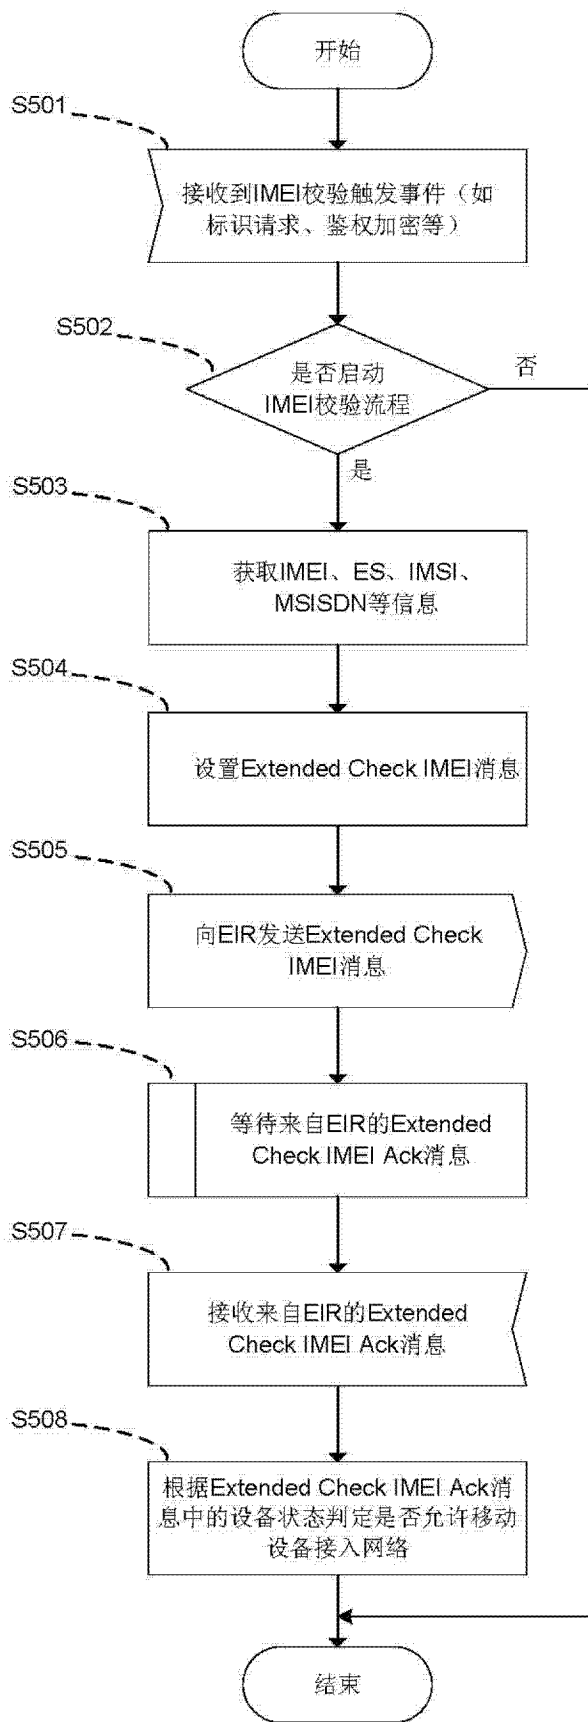 开始
S501
接收到IMEI校验触发事件（如
标识请求、鉴权加密等）
S502
是否启动
IMEI校验流程
否
是
S503
获取IMEI、ES、IMSI、
MSISDN等信息
S504
设置Extended Check IMEI消息
S505
向EIR发送Extended Check
IMEI消息
S506
等待来自EIR的Extended
Check IMEI Ack消息
S507
接收来自EIR的Extended
Check IMEI Ack消息
S508
根据Extended Check IMEI Ack消
息中的设备状态判定是否允许移动
设备接入网络
结束